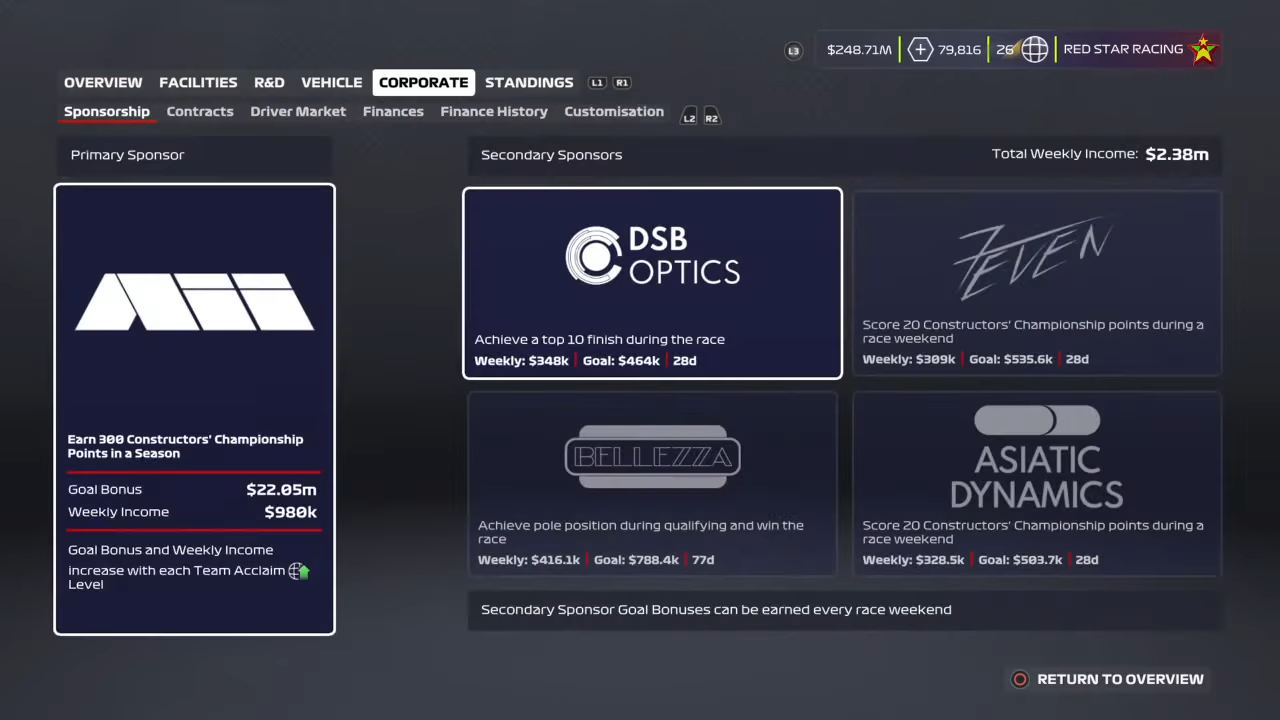 L3
$248.71M
79,816
26
RED STAR RACING
OVERVIEW FACILITIES R&D VEHICLE CORPORATE STANDINGS L1 R1
Sponsorship Contracts Driver Market Finances Finance History Customisation L2 R2
Primary Sponsor
Earn 300 Constructors' Championship
Points in a Season
Goal Bonus $22.05m
Weekly Income $980k
Goal Bonus and Weekly Income
increase with each Team Acclaim
Level
Secondary Sponsors
Total Weekly Income: $2.38m
DSB
OPTICS
Achieve a top 10 finish during the race
Weekly: $348k Goal: $464k 28d
7EVEN
Score 20 Constructors' Championship points during a
race weekend
Weekly: $309k Goal: $535.6k 28d
BELLEZZA
Achieve pole position during qualifying and win the
race
Weekly: $416.1k Goal: $788.4k 77d
ASIATIC
DYNAMICS
Score 20 Constructors' Championship points during a
race weekend
Weekly: $328.5k Goal: $503.7k 28d
Secondary Sponsor Goal Bonuses can be earned every race weekend
RETURN TO OVERVIEW